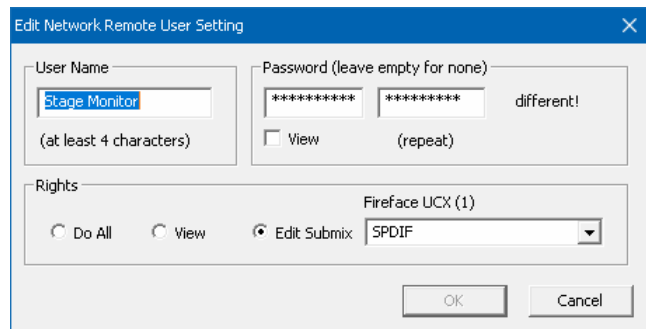 Edit Network Remote User Setting
User Name
Stage Monitor
(at least 4 characters)
Password (leave empty for none)
********** ********* different!
View (repeat)
Rights
Fireface UCX (1)
Do All View Edit Submix SPDIF
OK Cancel